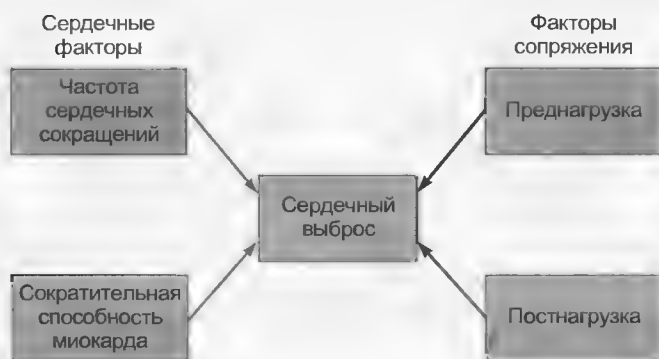 Сердечные
факторы
Факторы
сопряжения
Частота
сердечных
сокращений
Преднагрузка
Сердечный
выброс
Сократительная
способность
миокарда
Постнагрузка